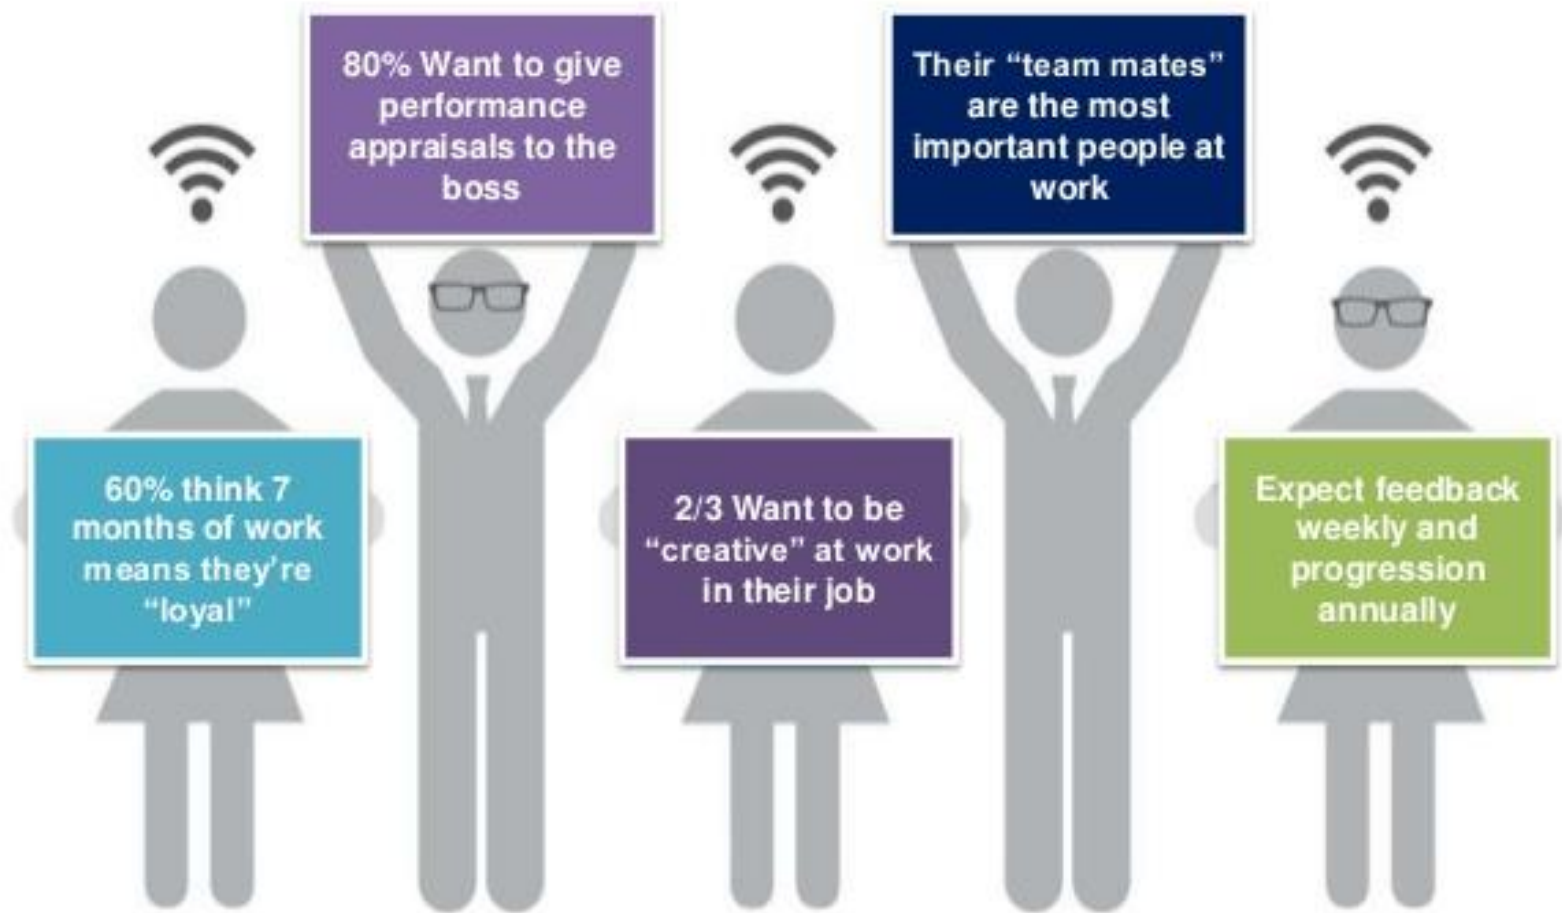 80% Want to give
performance
appraisals to the
boss
Their “team mates”
are the most
important people at
work
60% think 7
months of work
means they’re
“loyal”
2/3 Want to be
“creative” at work
in their job
Expect feedback
weekly and
progression
annually